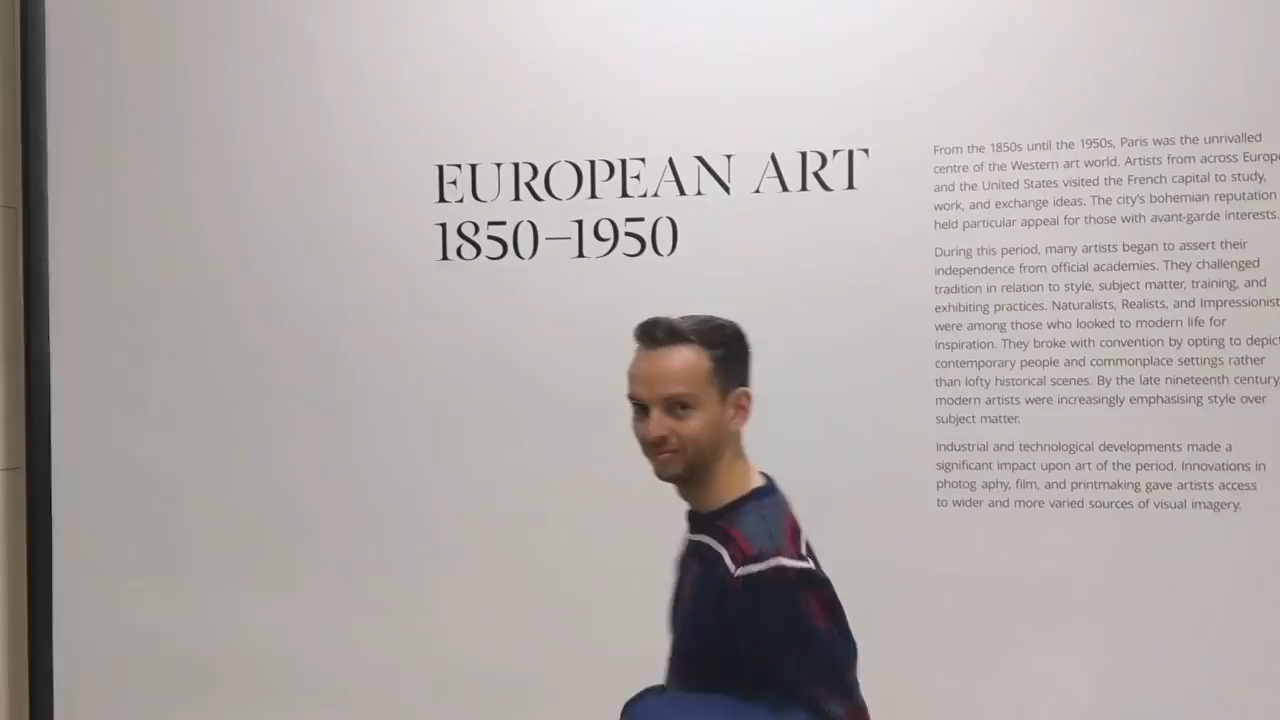 EUROPEAN ART
1850–1950
From the 1850s until the 1950s, Paris was the unrivalled
centre of the Western art world. Artists from across Europe
and the United States visited the French capital to study,
work, and exchange ideas. The city's bohemian reputation
held particular appeal for those with avant-garde interests.
During this period, many artists began to assert their
independence from official academies. They challenged
tradition in relation to style, subject matter, training, and
exhibiting practices. Naturalists, Realists, and Impressionist
were among those who looked to modern life for
inspiration. They broke with convention by opting to depict
contemporary people and commonplace settings rather
than lofty historical scenes. By the late nineteenth century,
modern artists were increasingly emphasising style over
subject matter.
Industrial and technological developments made a
significant impact upon art of the period. Innovations in
photog aphy, film, and printmaking gave artists access
to wider and more varied sources of visual imagery.